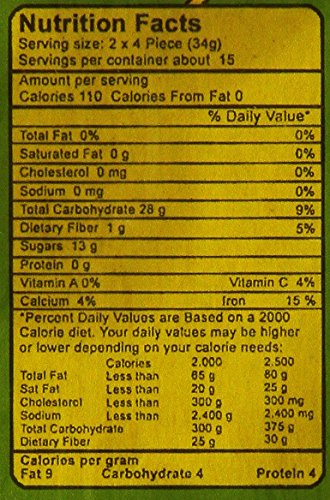 Nutrition Facts
Serving size: 2 x 4 Piece (34g)
Servings per container about 15
Amount per serving
Calories 110 Calories From Fat 0
% Daily Value*
Total Fat 0% 0%
Saturated Fat 0 g 0%
Cholesterol 0 mg 0%
Sodium 0 mg 0%
Total Carbohydrate 28 g 9%
Dietary Fiber 1 g 5%
Sugars 13 g
Protein 0 g
Vitamin A 0% Vitamin C 4%
Calcium 4% Iron 15 %
*Percent Daily Values are Based on a 2000
Calorie diet. Your daily values may be higher
or lower depending on your calorie needs:
Calories 2,000 2,500
Total Fat Less than 65 g 80 g
Sat Fat Less than 20 g 25 g
Cholesterol Less than 300 g 300 mg
Sodium Less than 2,400 g 2,400 mg
Total Carbohydrate 300 g 375 g
Dietary Fiber 25 g 30 g
Calories per gram
Fat 9 Carbohydrate 4 Protein 4